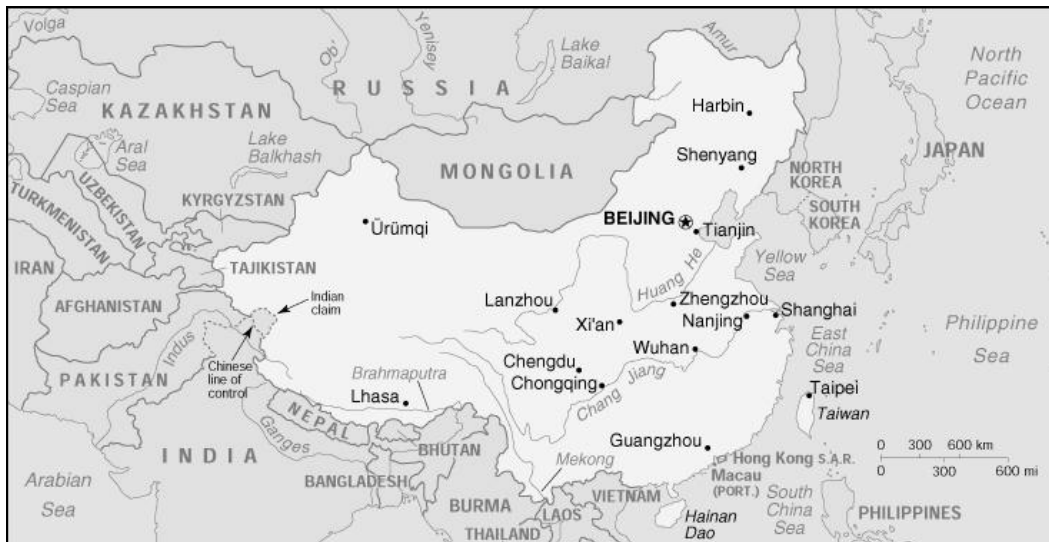 Volga
Ob'
Yenisey
Lake
Baikal
Amur
North
Pacific
Ocean
RUSSIA
Caspian
Sea
KAZAKHSTAN
Harbin
Aral
Sea
Lake
Balkhash
MONGOLIA
Shenyang
JAPAN
NORTH
KOREA
UZBEKISTAN
KYRGYZSTAN
TURKMENISTAN
SOUTH
KOREA
Ürümqi
BEIJING
Tianjin
IRAN
TAJIKISTAN
Yellow
Sea
Huang He
AFGHANISTAN
Indian
claim
Lanzhou
Zhengzhou
Xi'an
Nanjing
Shanghai
Indus
Philippine
Sea
East
China
Sea
Wuhan
Chinese
line of
control
Chengdu
Chongqing
Chang Jiang
PAKISTAN
Brahmaputra
Lhasa
Taipei
Taiwan
NEPAL
Ganges
Guangzhou
INDIA
BHUTAN
Mekong
0 300 600 km
0 300 600 mi
Hong Kong S.A.R.
Macau
(PORT.)
Arabian
Sea
BANGLADESH
BURMA
VIETNAM
LAOS
THAILAND
Hainan
Dao
South
China
Sea
PHILIPPINES